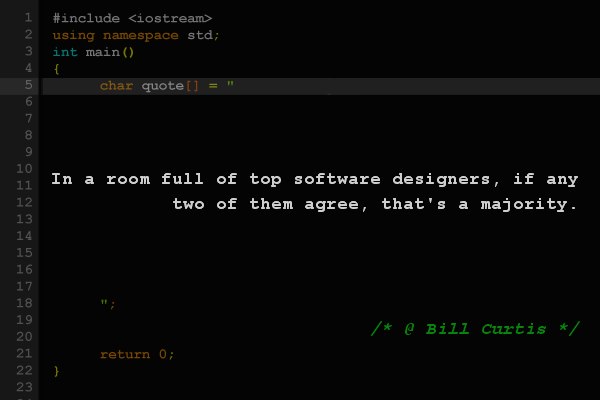 1 #include <iostream>
2 using namespace std;
3 int main()
4 {
5 char quote[] = "
6
7
8
9
10
In a room full of top software designers, if any
11
12 two of them agree, that's a majority.
13
14
15
16
17
18 ";
19
/* @ Bill Curtis */
20
21 return 0;
22 }
23